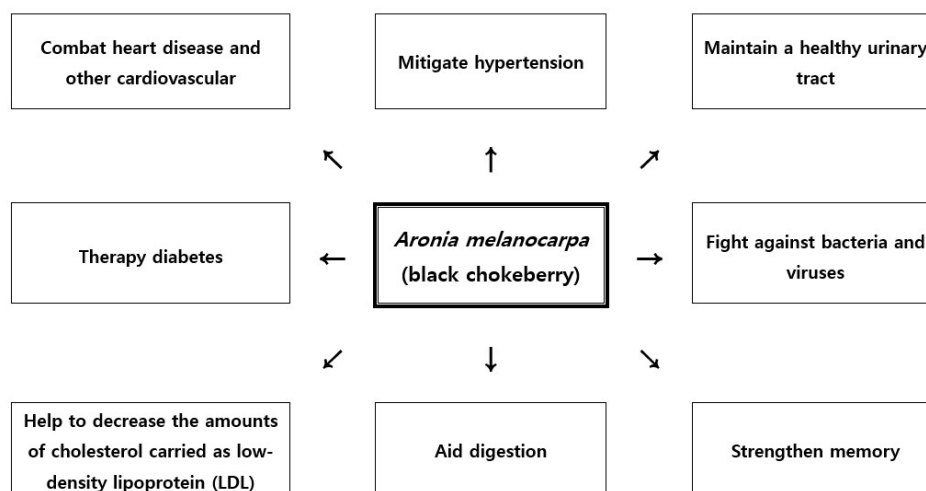 Combat heart disease and
other cardiovascular
Mitigate hypertension
Maintain a healthy urinary
tract
Therapy diabetes
Aronia melanocarpa
(black chokeberry)
Fight against bacteria and
viruses
Help to decrease the amounts
of cholesterol carried as low-
density lipoprotein (LDL)
Aid digestion
Strengthen memory